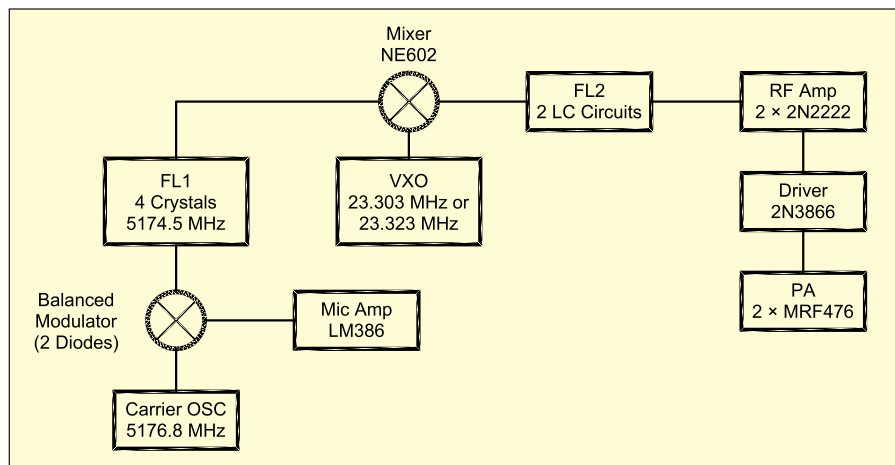 Mixer
NE602
FL2
2 LC Circuits
RF Amp
2 × 2N2222
FL1
4 Crystals
5174.5 MHz
VXO
23.303 MHz or
23.323 MHz
Driver
2N3866
PA
2 × MRF476
Balanced
Modulator
(2 Diodes)
Mic Amp
LM386
Carrier OSC
5176.8 MHz